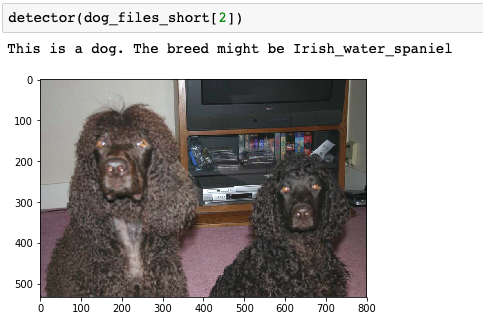 detector(dog_files_short[2])
This is a dog. The breed might be Irish_water_spaniel
0
100
200
300
400
500
0 100 200 300 400 500 600 700 800